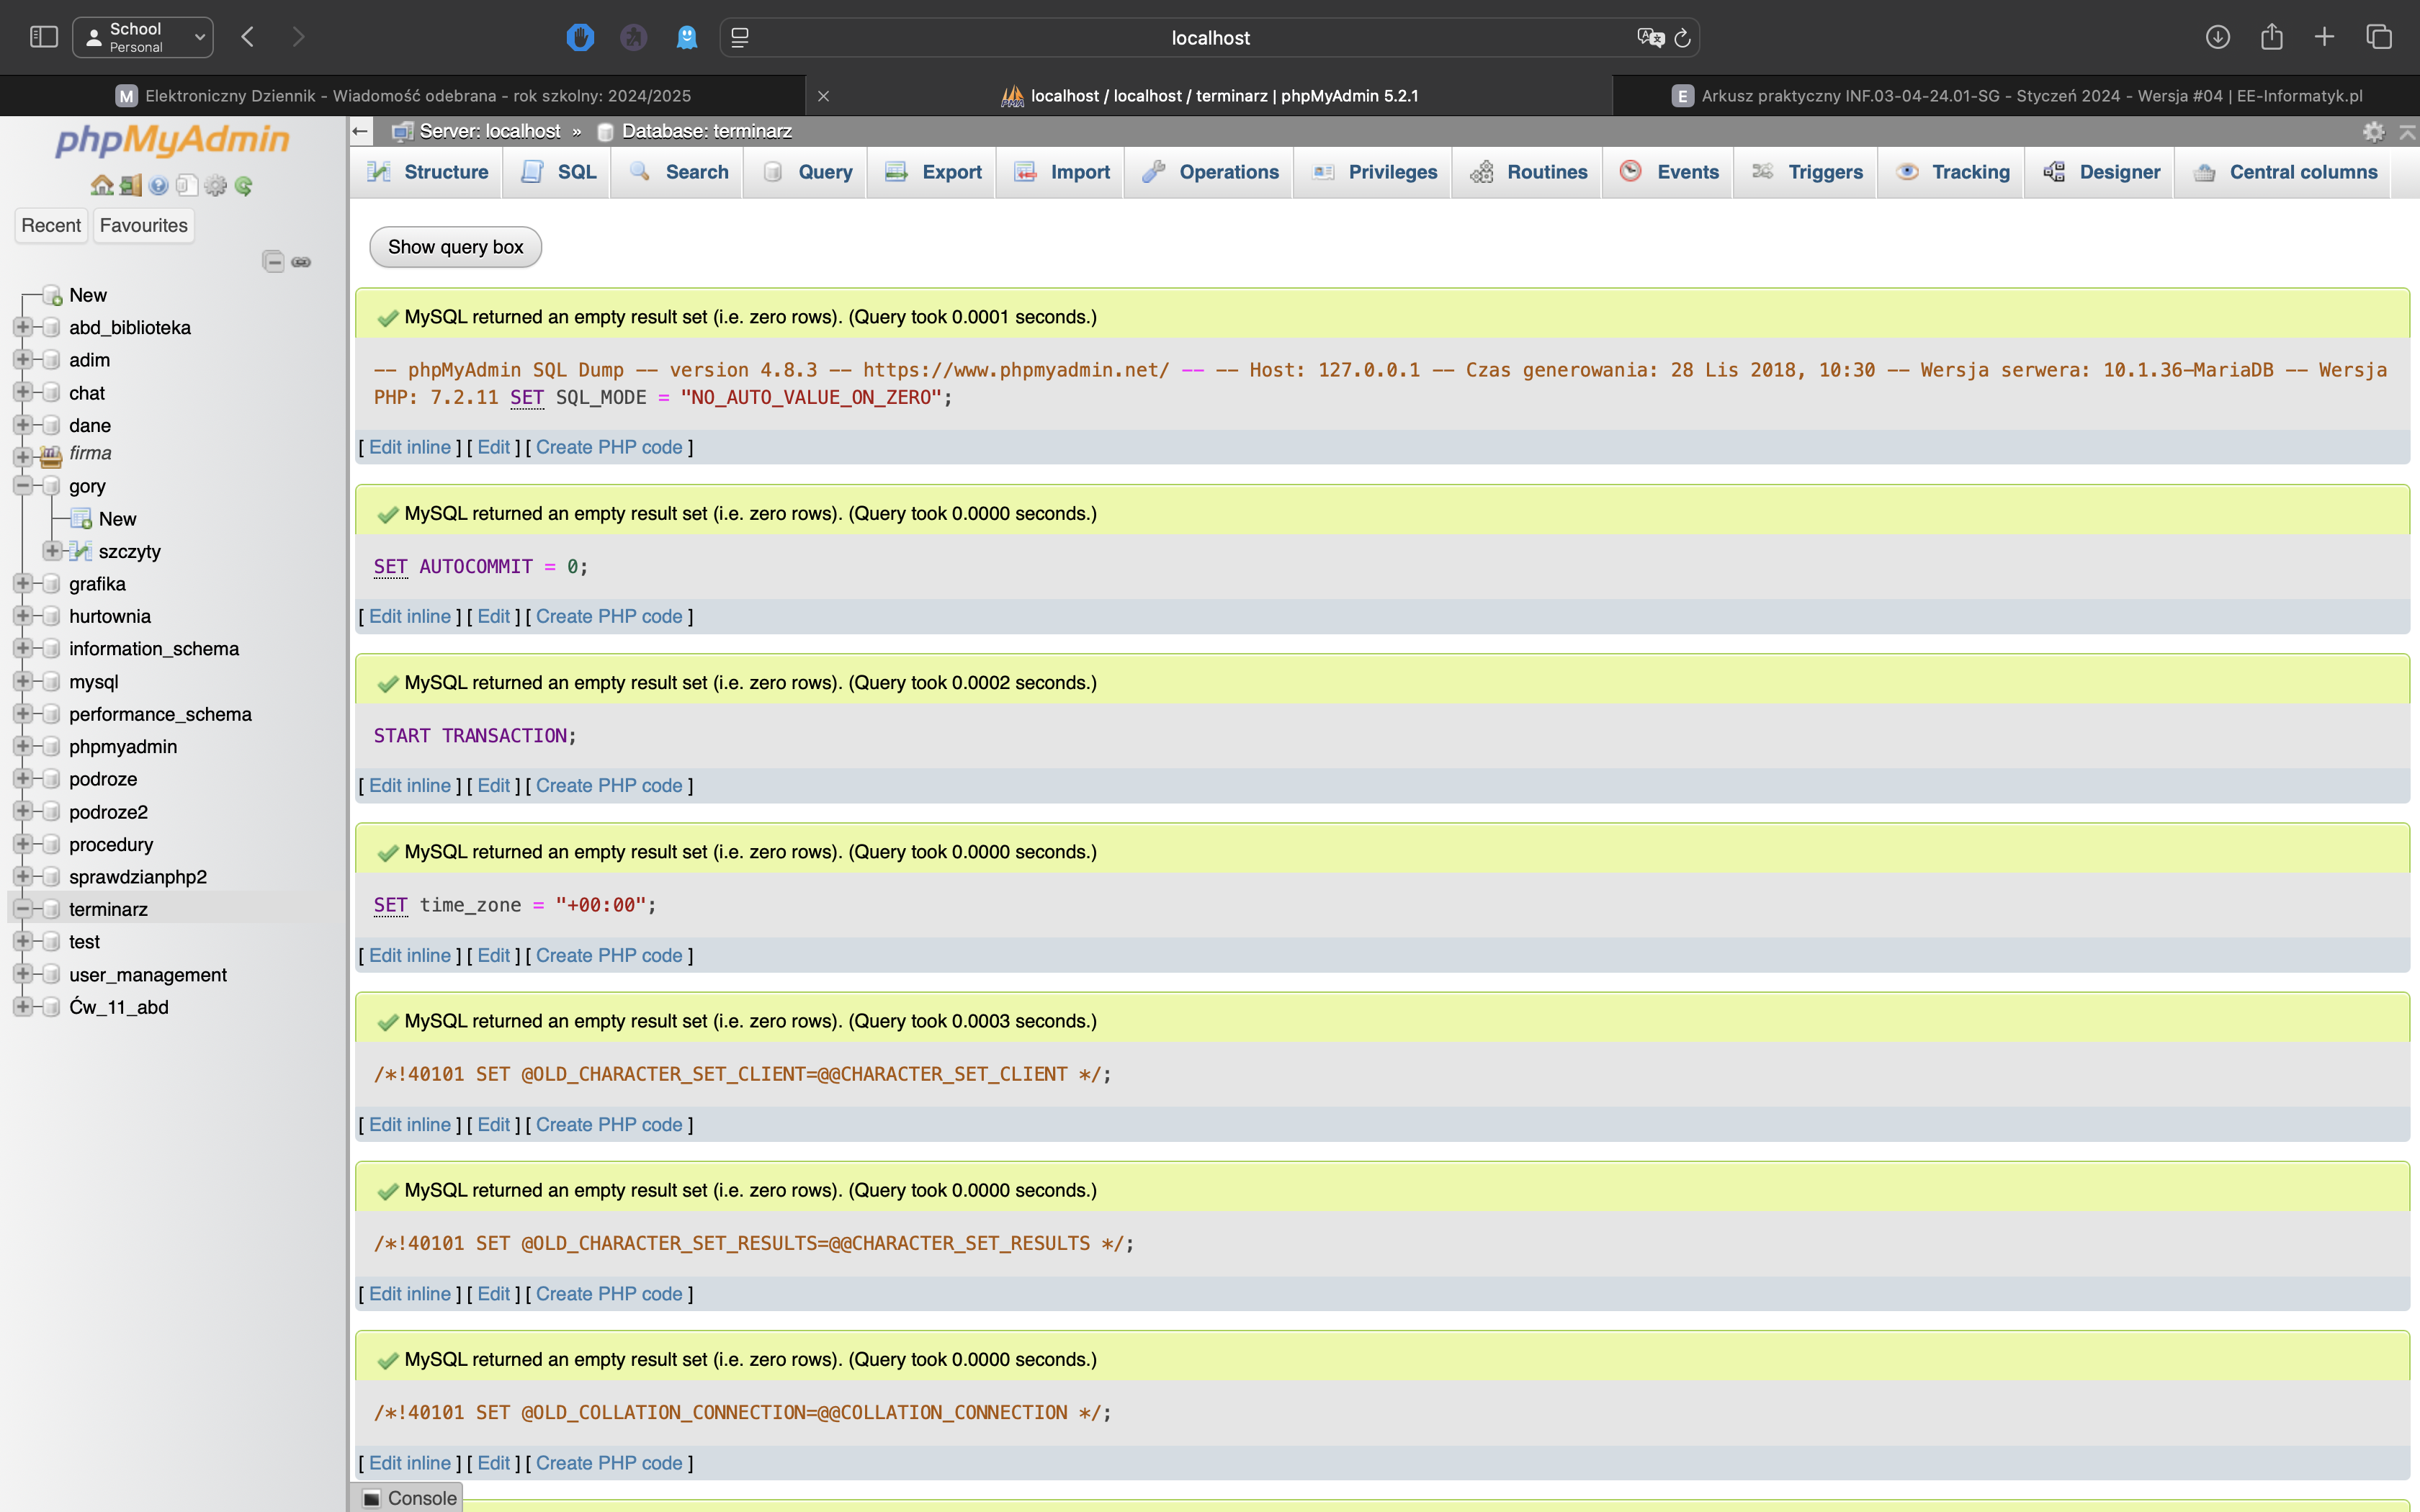 School
Personal
localhost
M Elektroniczny Dziennik - Wiadomość odebrana - rok szkolny: 2024/2025
localhost / localhost / terminarz | phpMyAdmin 5.2.1
E Arkusz praktyczny INF.03-04-24.01-SG - Styczeń 2024 - Wersja #04 | EE-Informatyk.pl
phpMyAdmin
Recent Favourites
New
abd_biblioteka
adim
chat
dane
firma
gory
New
szczyty
grafika
hurtownia
information_schema
mysql
performance_schema
phpmyadmin
podroze
podroze2
procedury
sprawdzianphp2
terminarz
test
user_management
Ćw_11_abd
Server: localhost » Database: terminarz
Structure SQL Search Query Export Import Operations Privileges Routines Events Triggers Tracking Designer Central columns
Show query box
MySQL returned an empty result set (i.e. zero rows). (Query took 0.0001 seconds.)
-- phpMyAdmin SQL Dump -- version 4.8.3 -- https://www.phpmyadmin.net/ -- -- Host: 127.0.0.1 -- Czas generowania: 28 Lis 2018, 10:30 -- Wersja serwera: 10.1.36-MariaDB -- Wersja
PHP: 7.2.11 SET SQL_MODE = "NO_AUTO_VALUE_ON_ZERO";
[ Edit inline ] [ Edit ] [ Create PHP code ]
MySQL returned an empty result set (i.e. zero rows). (Query took 0.0000 seconds.)
SET AUTOCOMMIT = 0;
[ Edit inline ] [ Edit ] [ Create PHP code ]
MySQL returned an empty result set (i.e. zero rows). (Query took 0.0002 seconds.)
START TRANSACTION;
[ Edit inline ] [ Edit ] [ Create PHP code ]
MySQL returned an empty result set (i.e. zero rows). (Query took 0.0000 seconds.)
SET time_zone = "+00:00";
[ Edit inline ] [ Edit ] [ Create PHP code ]
MySQL returned an empty result set (i.e. zero rows). (Query took 0.0003 seconds.)
/*!40101 SET @OLD_CHARACTER_SET_CLIENT=@@CHARACTER_SET_CLIENT */;
[ Edit inline ] [ Edit ] [ Create PHP code ]
MySQL returned an empty result set (i.e. zero rows). (Query took 0.0000 seconds.)
/*!40101 SET @OLD_CHARACTER_SET_RESULTS=@@CHARACTER_SET_RESULTS */;
[ Edit inline ] [ Edit ] [ Create PHP code ]
MySQL returned an empty result set (i.e. zero rows). (Query took 0.0000 seconds.)
/*!40101 SET @OLD_COLLATION_CONNECTION=@@COLLATION_CONNECTION */;
[ Edit inline ] [ Edit ] [ Create PHP code ]
Console